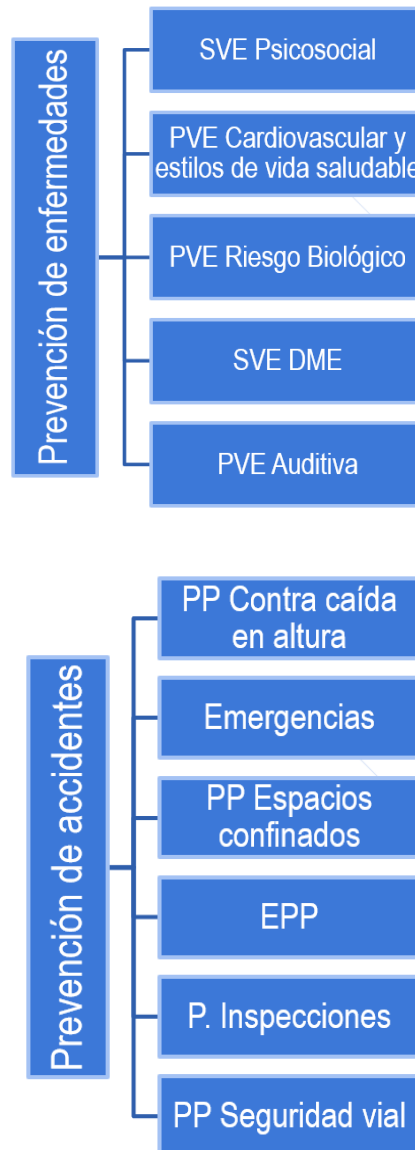 Prevención de enfermedades
SVE Psicosocial
PVE Cardiovascular y
estilos de vida saludable
PVE Riesgo Biológico
SVE DME
PVE Auditiva
Prevención de accidentes
PP Contra caída
en altura
Emergencias
PP Espacios
confinados
EPP
P. Inspecciones
PP Seguridad vial